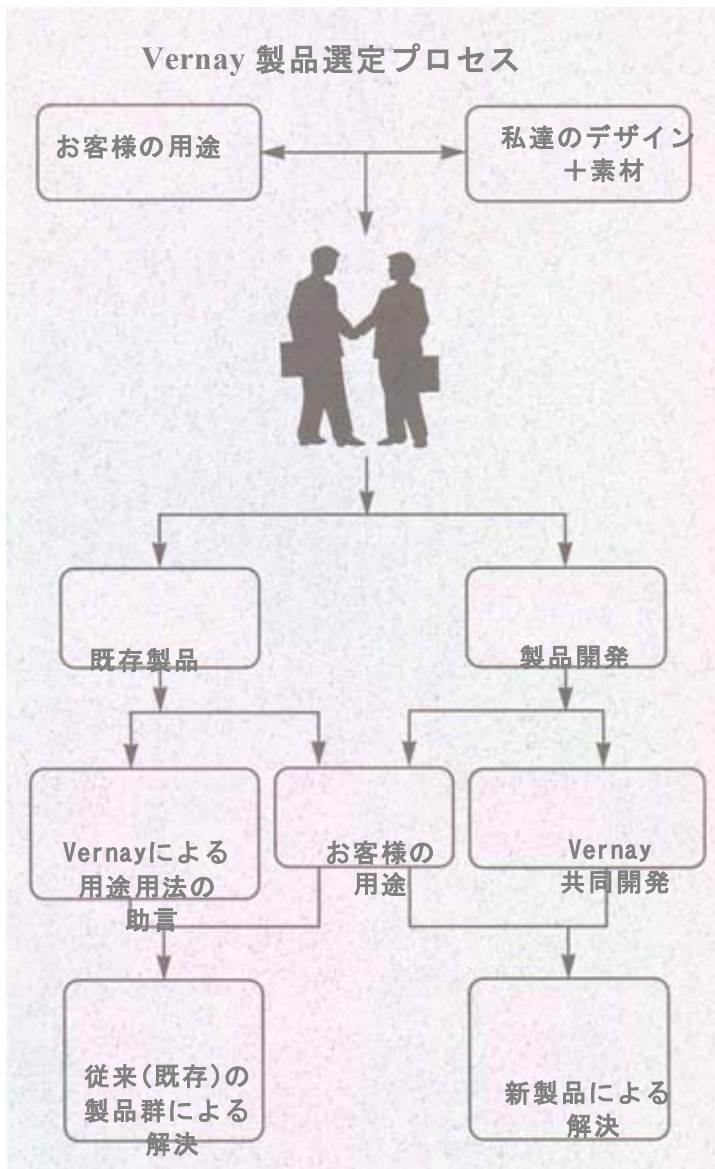 Vernay 製品選定プロセス
お客様の用途
私達のデザイン
＋素材
既存製品
製品開発
Vernayによる
用途用法の
助言
お客様の
用途
Vernay
共同開発
従来(既存)の
製品群による
解決
新製品による
解決